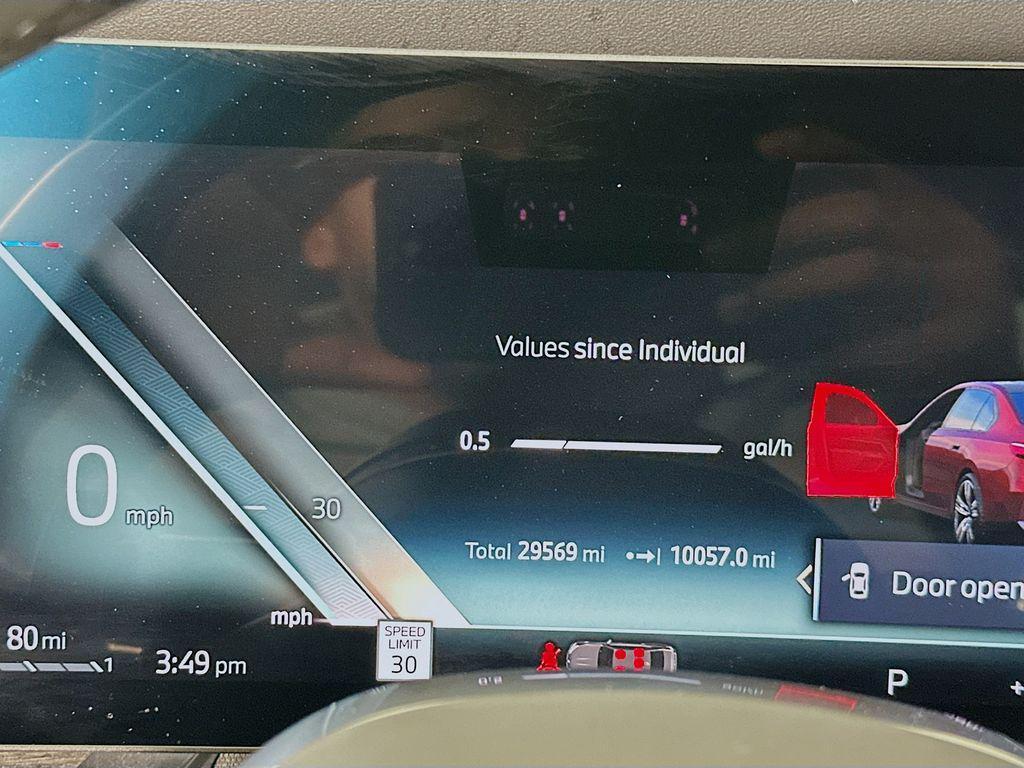 Values since Individual
0.5 gal/h
0 mph
30
Total 29569 mi 10057.0 mi
Door open
mph
80 mi
1
3:49 pm
SPEED
LIMIT
30
P